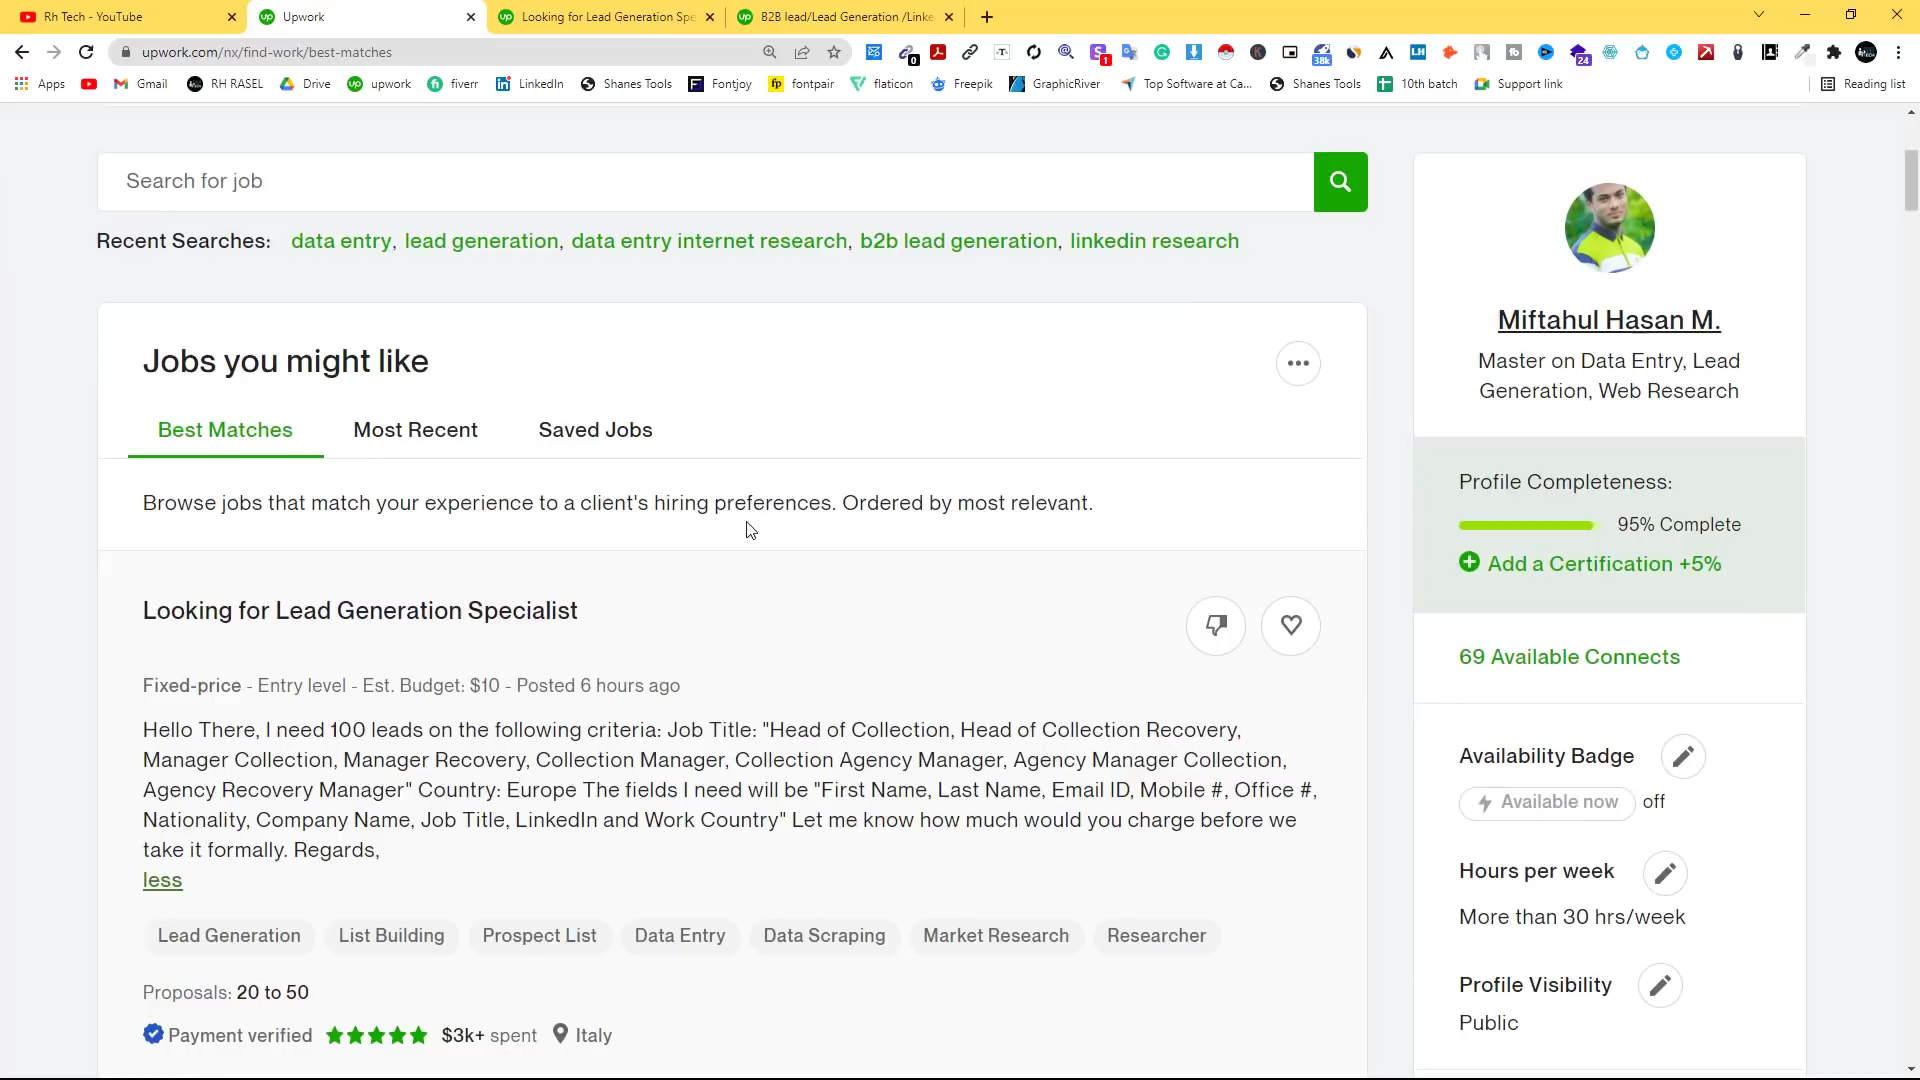 Rh Tech - YouTube
Upwork
Looking for Lead Generation Spe
B2B lead/Lead Generation /Linke
upwork.com/nx/find-work/best-matches
Apps
Gmail
RH RASEL
Drive
upwork
fiverr
LinkedIn
Shanes Tools
Fontjoy
fontpair
flaticon
Freepik
GraphicRiver
Top Software at Ca...
Shanes Tools
10th batch
Support link
Reading list
Search for job
Recent Searches: data entry, lead generation, data entry internet research, b2b lead generation, linkedin research
Jobs you might like
Best Matches
Most Recent
Saved Jobs
Browse jobs that match your experience to a client's hiring preferences. Ordered by most relevant.
Looking for Lead Generation Specialist
Fixed-price - Entry level - Est. Budget: $10 - Posted 6 hours ago
Hello There, I need 100 leads on the following criteria: Job Title: "Head of Collection, Head of Collection Recovery,
Manager Collection, Manager Recovery, Collection Manager, Collection Agency Manager, Agency Manager Collection,
Agency Recovery Manager" Country: Europe The fields I need will be "First Name, Last Name, Email ID, Mobile #, Office #,
Nationality, Company Name, Job Title, LinkedIn and Work Country" Let me know how much would you charge before we
take it formally. Regards,
less
Lead Generation
List Building
Prospect List
Data Entry
Data Scraping
Market Research
Researcher
Proposals: 20 to 50
Payment verified
$3k+ spent
Italy
Miftahul Hasan M.
Master on Data Entry, Lead
Generation, Web Research
Profile Completeness:
95% Complete
Add a Certification +5%
69 Available Connects
Availability Badge
Available now
off
Hours per week
More than 30 hrs/week
Profile Visibility
Public